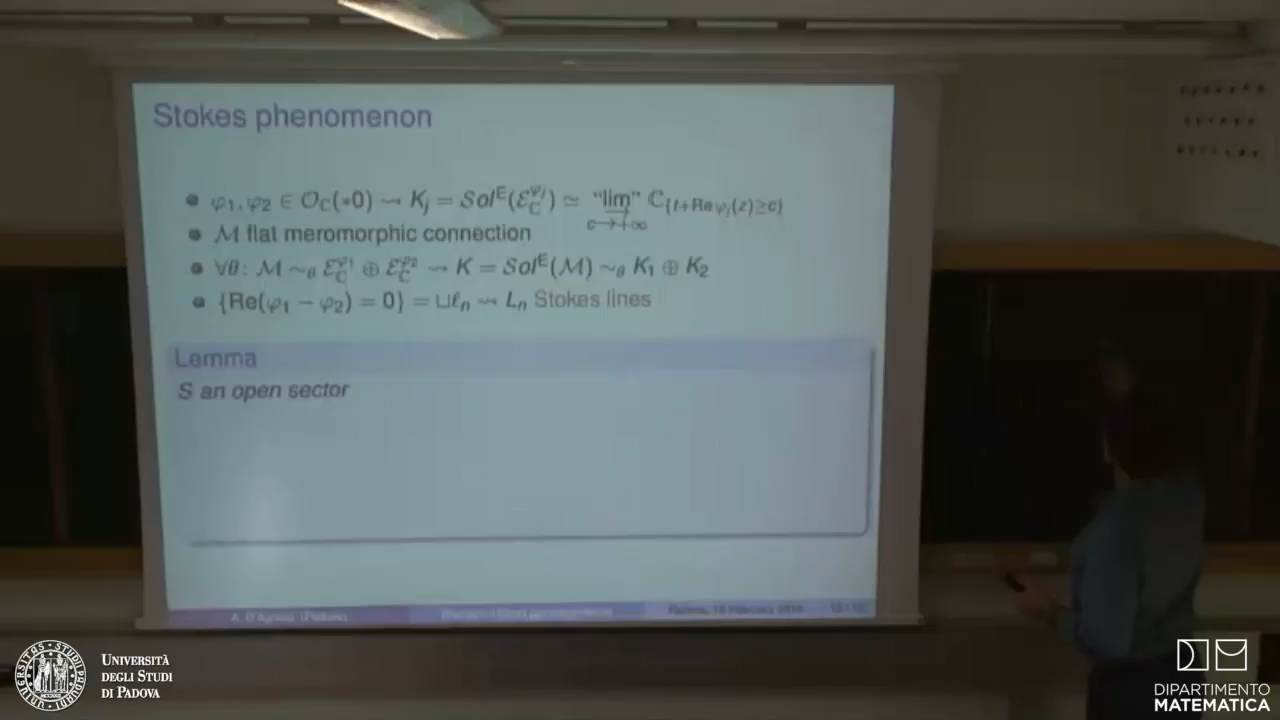 Stokes phenomenon
• φ₁, φ₂ ∈ O_C(*0) ⇝ K_j = Sol^E(ℰ_C^{φ_j}) ≃ "lim" ℂ_{{t+Re φ_j(z)≥c}}
c→+∞
• ℳ flat meromorphic connection
• ∀θ: ℳ ∼_θ ℰ_C^{φ₁} ⊕ ℰ_C^{φ₂} ⇝ K = Sol^E(ℳ) ∼_θ K₁ ⊕ K₂
• {Re(φ₁ − φ₂) = 0} = ⊔ℓ_n ⇝ L_n Stokes lines
Lemma
S an open sector
A. D'Agnolo (Padova)
UNIVERSITÀ
DEGLI STUDI
DI PADOVA
DIPARTIMENTO
MATEMATICA